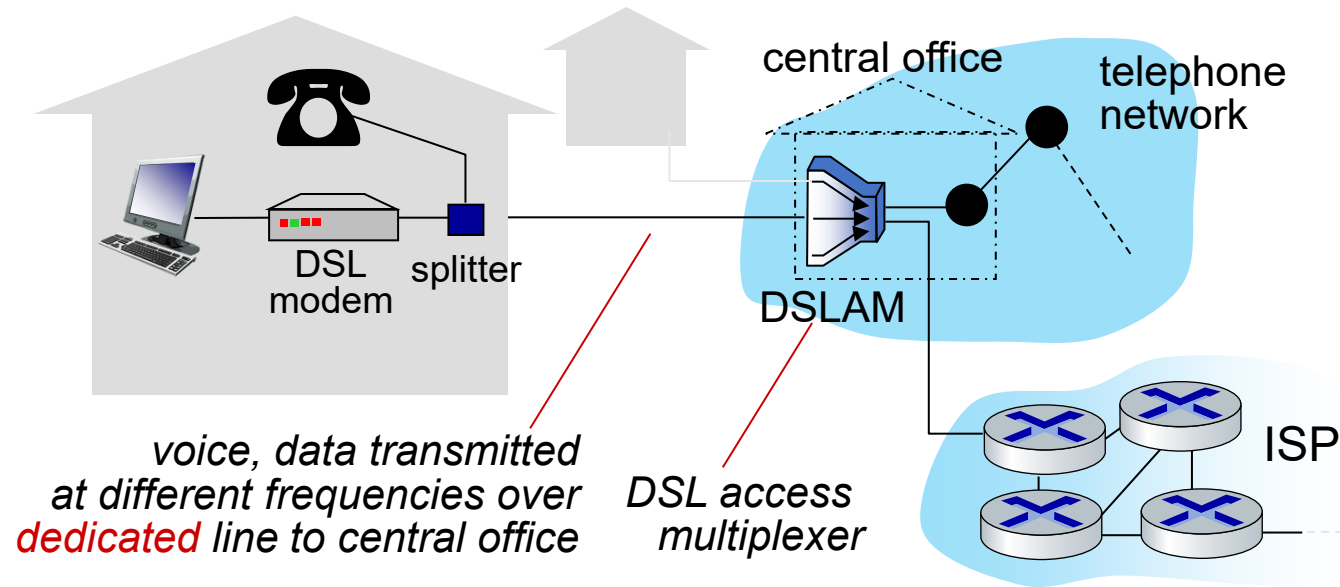 central office
telephone
network
DSL
modem
splitter
DSLAM
voice, data transmitted
at different frequencies over
dedicated line to central office
DSL access
multiplexer
ISP